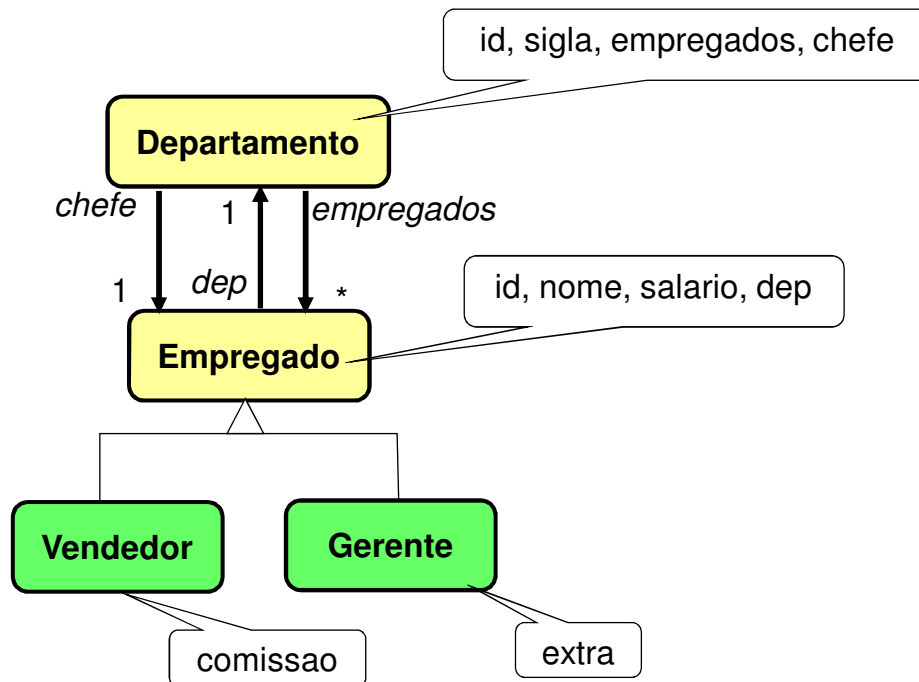 id, sigla, empregados, chefe
Departamento
chefe
1
empregados
dep
1
*
id, nome, salario, dep
Empregado
Vendedor
Gerente
comissao
extra